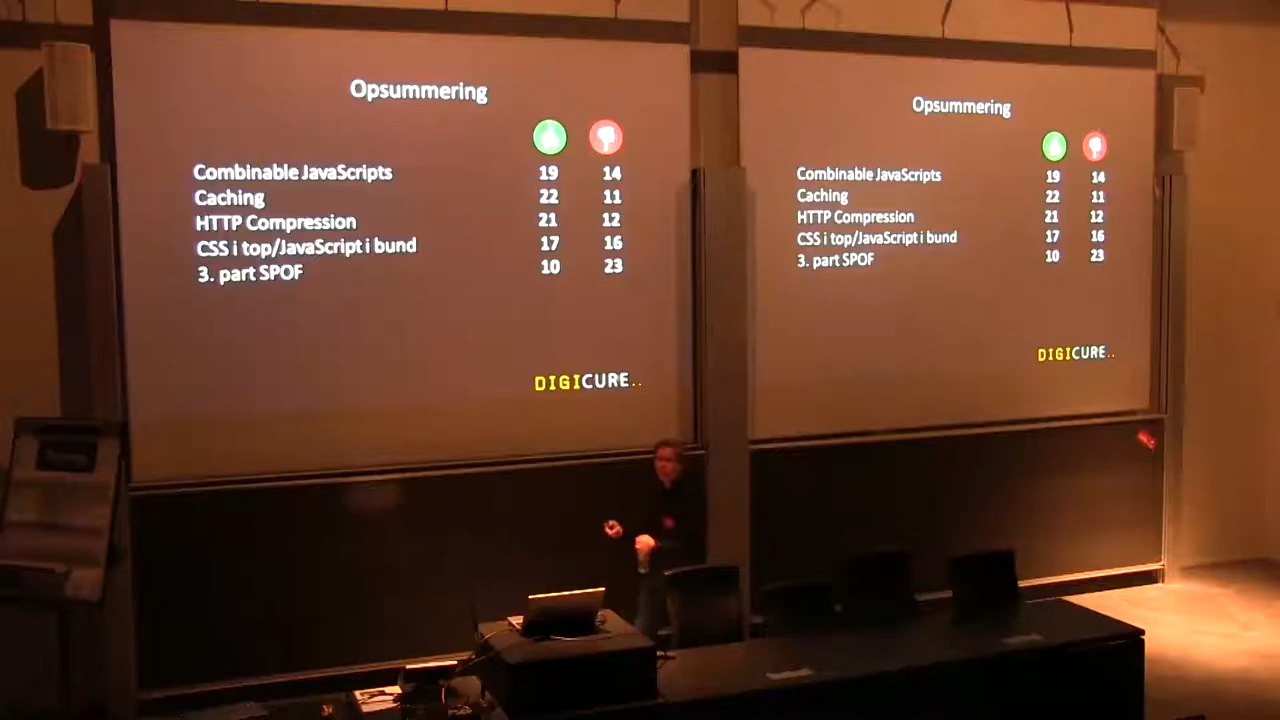 Opsummering
Combinable JavaScripts 19 14
Caching 22 11
HTTP Compression 21 12
CSS i top/JavaScript i bund 17 16
3. part SPOF 10 23
DIGICURE..
Opsummering
Combinable JavaScripts 19 14
Caching 22 11
HTTP Compression 21 12
CSS i top/JavaScript i bund 17 16
3. part SPOF 10 23
DIGICURE..